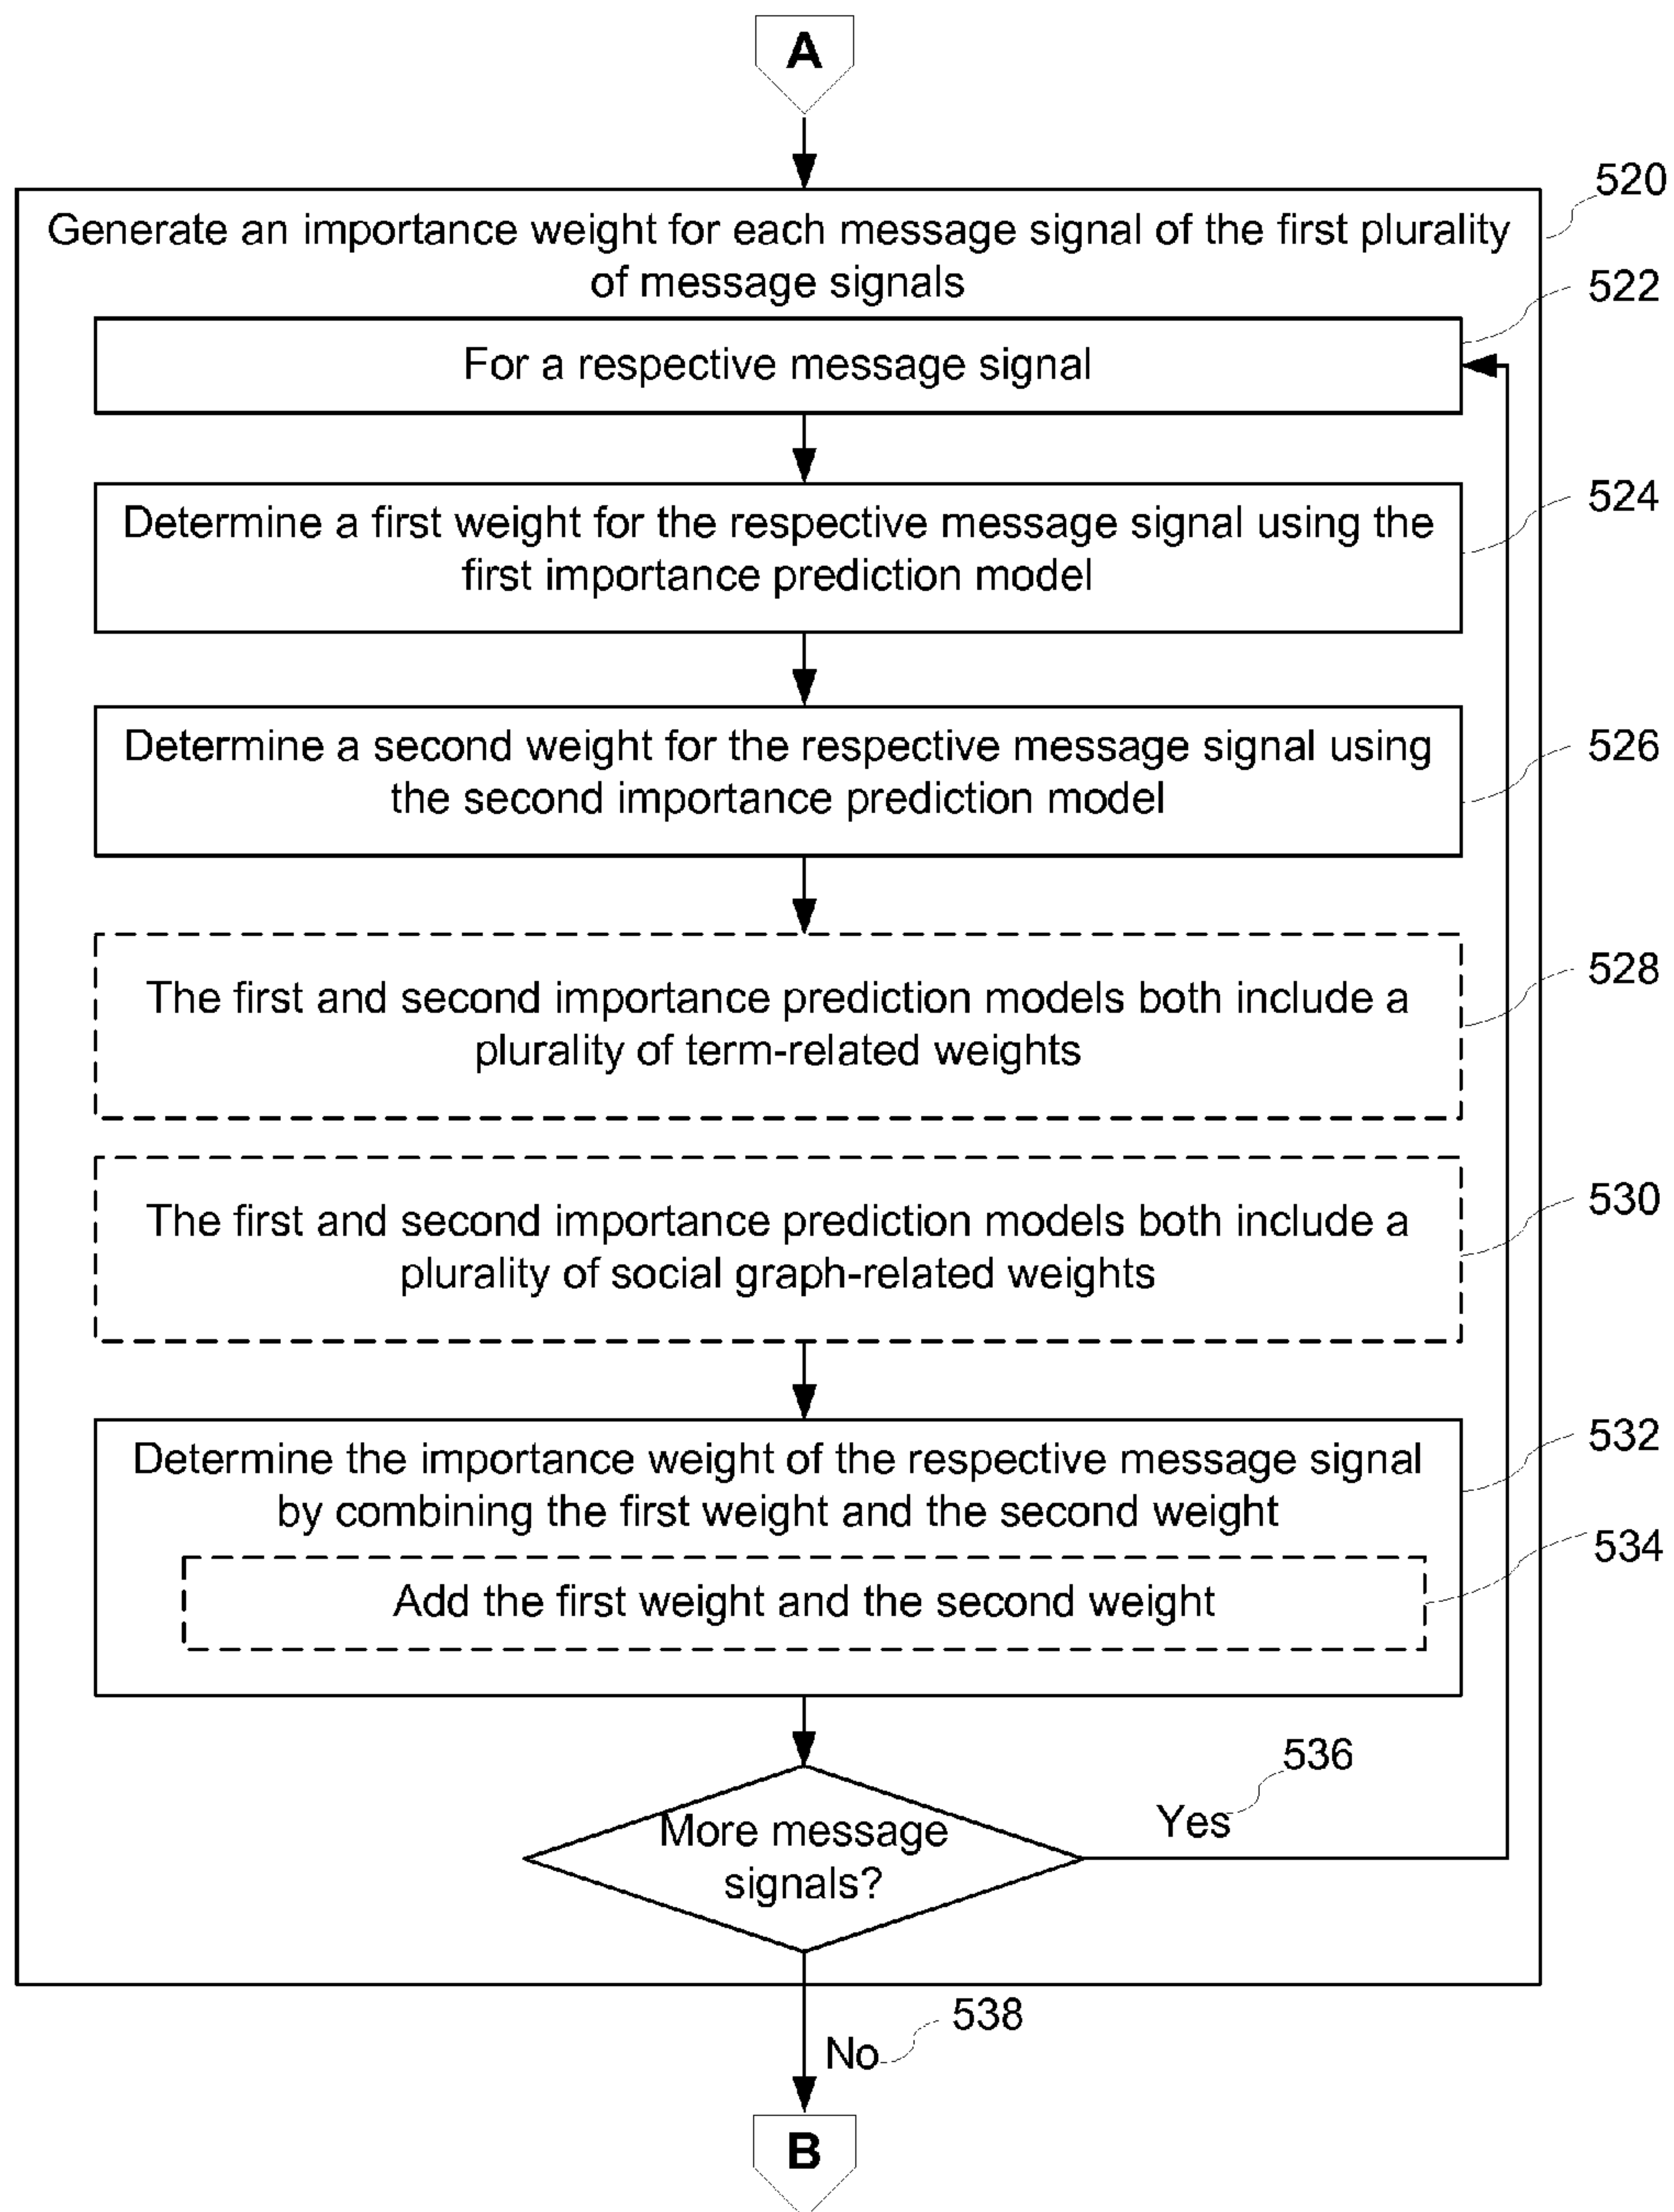 A
520
Generate an importance weight for each message signal of the first plurality
of message signals
522
For a respective message signal
524
Determine a first weight for the respective message signal using the
first importance prediction model
526
Determine a second weight for the respective message signal using
the second importance prediction model
528
The first and second importance prediction models both include a
plurality of term-related weights
530
The first and second importance prediction models both include a
plurality of social graph-related weights
532
Determine the importance weight of the respective message signal
by combining the first weight and the second weight
534
Add the first weight and the second weight
536
Yes
More message
signals?
538
No
B